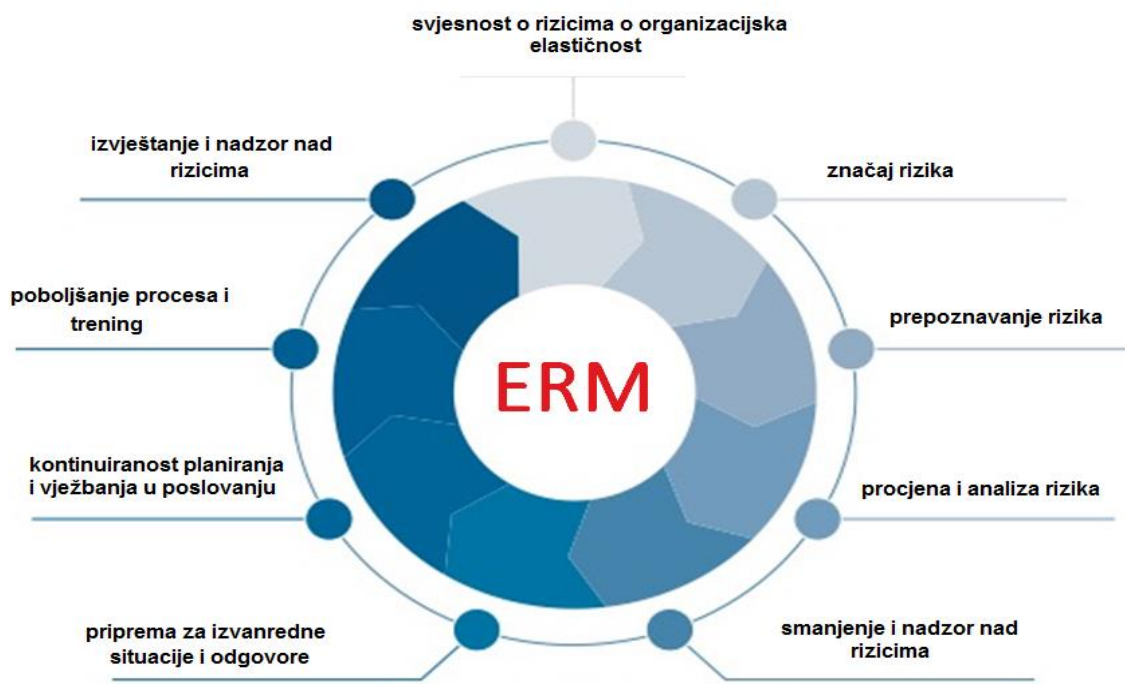 svjesnost o rizicima o organizacijska
elastičnost
značaj rizika
prepoznavanje rizika
procjena i analiza rizika
smanjenje i nadzor nad
rizicima
priprema za izvanredne
situacije i odgovore
kontinuiranost planiranja
i vježbanja u poslovanju
poboljšanje procesa i
trening
izvještanje i nadzor nad
rizicima
ERM